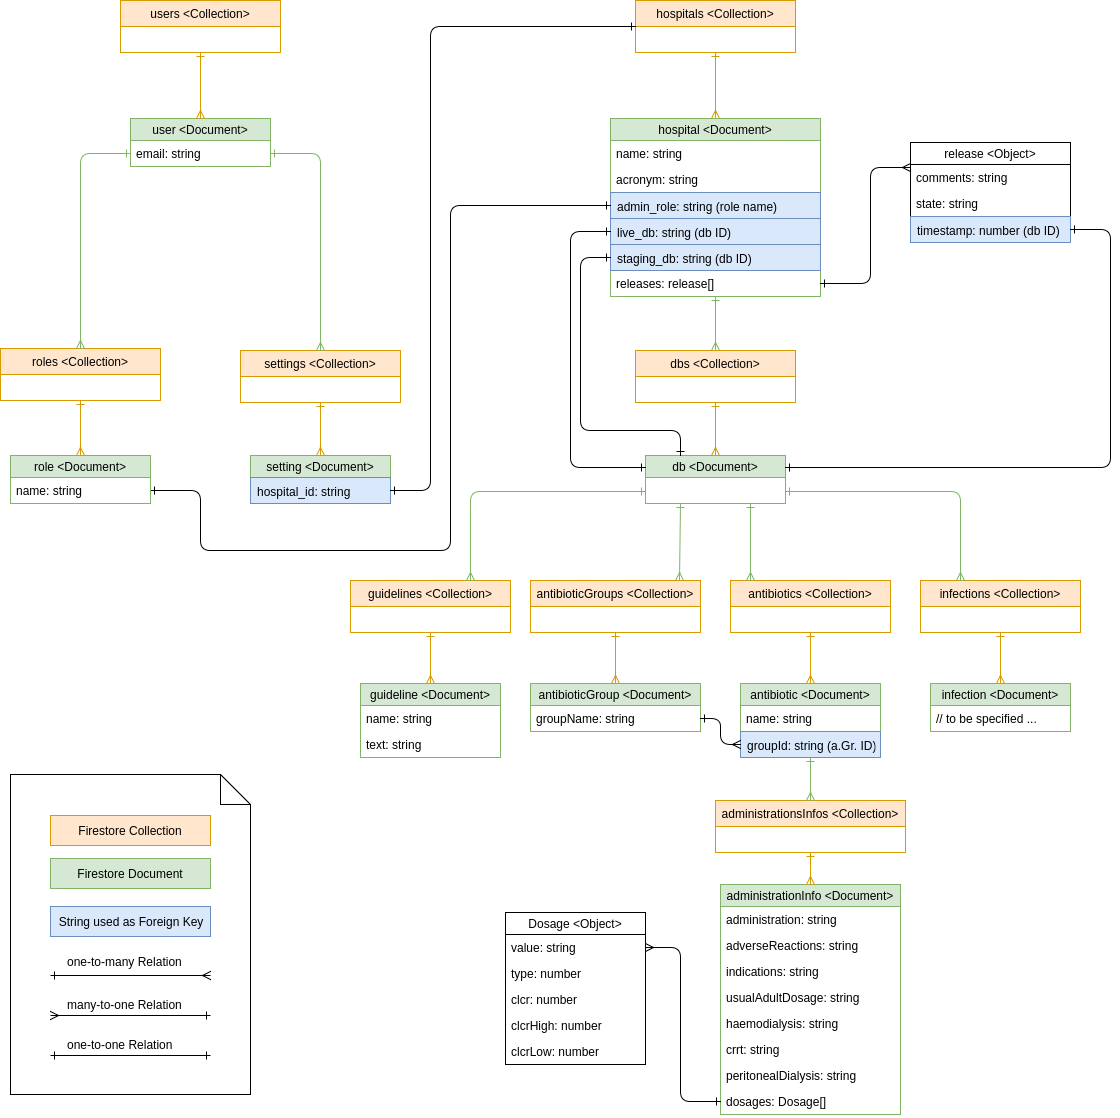 users <Collection>
hospitals <Collection>
user <Document>
email: string
hospital <Document>
name: string
acronym: string
admin_role: string (role name)
live_db: string (db ID)
staging_db: string (db ID)
releases: release[]
release <Object>
comments: string
state: string
timestamp: number (db ID)
roles <Collection>
settings <Collection>
dbs <Collection>
role <Document>
name: string
setting <Document>
hospital_id: string
db <Document>
guidelines <Collection>
antibioticGroups <Collection>
antibiotics <Collection>
infections <Collection>
guideline <Document>
name: string
text: string
antibioticGroup <Document>
groupName: string
antibiotic <Document>
name: string
groupId: string (a.Gr. ID)
infection <Document>
// to be specified ...
administrationsInfos <Collection>
administrationInfo <Document>
administration: string
adverseReactions: string
indications: string
usualAdultDosage: string
haemodialysis: string
crrt: string
peritonealDialysis: string
dosages: Dosage[]
Dosage <Object>
value: string
type: number
clcr: number
clcrHigh: number
clcrLow: number
Firestore Collection
Firestore Document
String used as Foreign Key
one-to-many Relation
many-to-one Relation
one-to-one Relation